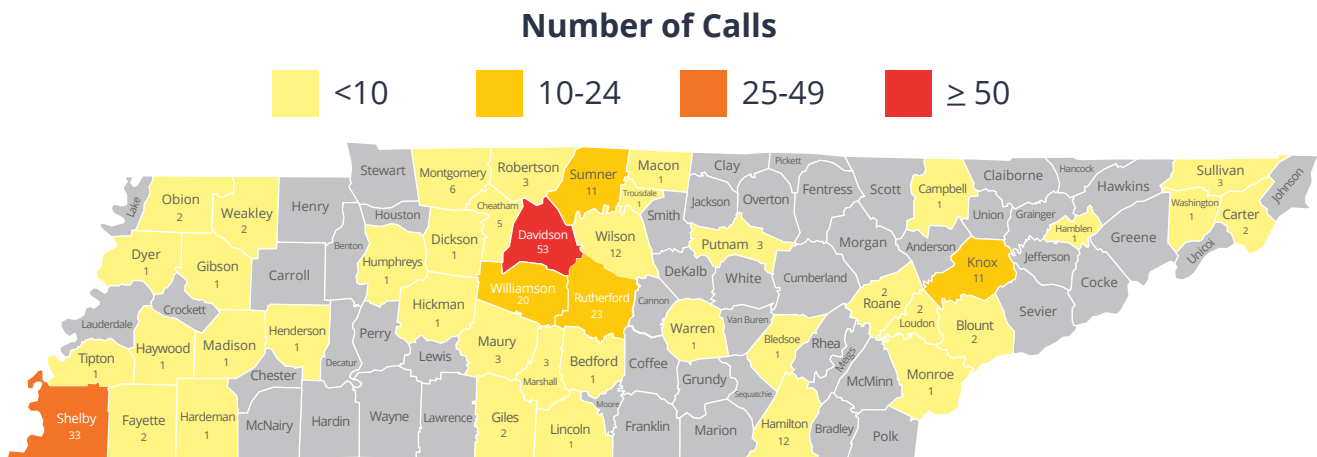 Number of Calls
<10
10-24
25-49
≥ 50
Stewart
Montgomery
6
Robertson
3
Sumner
11
Macon
1
Clay
Pickett
Lake
Obion
2
Weakley
2
Henry
Houston
Cheatham
5
Trousdale
1
Smith
Jackson
Overton
Fentress
Scott
Campbell
1
Claiborne
Hancock
Hawkins
Sullivan
3
Johnson
Benton
Dickson
1
Davidson
53
Wilson
12
Putnam 3
Morgan
Anderson
Union
Grainger
Hamblen
1
Greene
Washington
1
Carter
2
Unicoi
Dyer
1
Gibson
1
Carroll
Humphreys
1
Williamson
20
Rutherford
23
Cannon
DeKalb
White
Cumberland
2
Roane
2
Loudon
Knox
11
Jefferson
Cocke
Sevier
Lauderdale
Crockett
Hickman
1
Haywood
1
Madison
1
Henderson
1
Decatur
Perry
Lewis
Maury
3
3
Marshall
Bedford
1
Coffee
Warren
1
Van Buren
Bledsoe
1
Rhea
Meigs
Blount
2
Tipton
1
Chester
Grundy
Sequatchie
McMinn
Monroe
1
Shelby
33
Fayette
2
Hardeman
1
McNairy
Hardin
Wayne
Lawrence
Giles
2
Lincoln
1
Moore
Franklin
Marion
Hamilton
12
Bradley
Polk